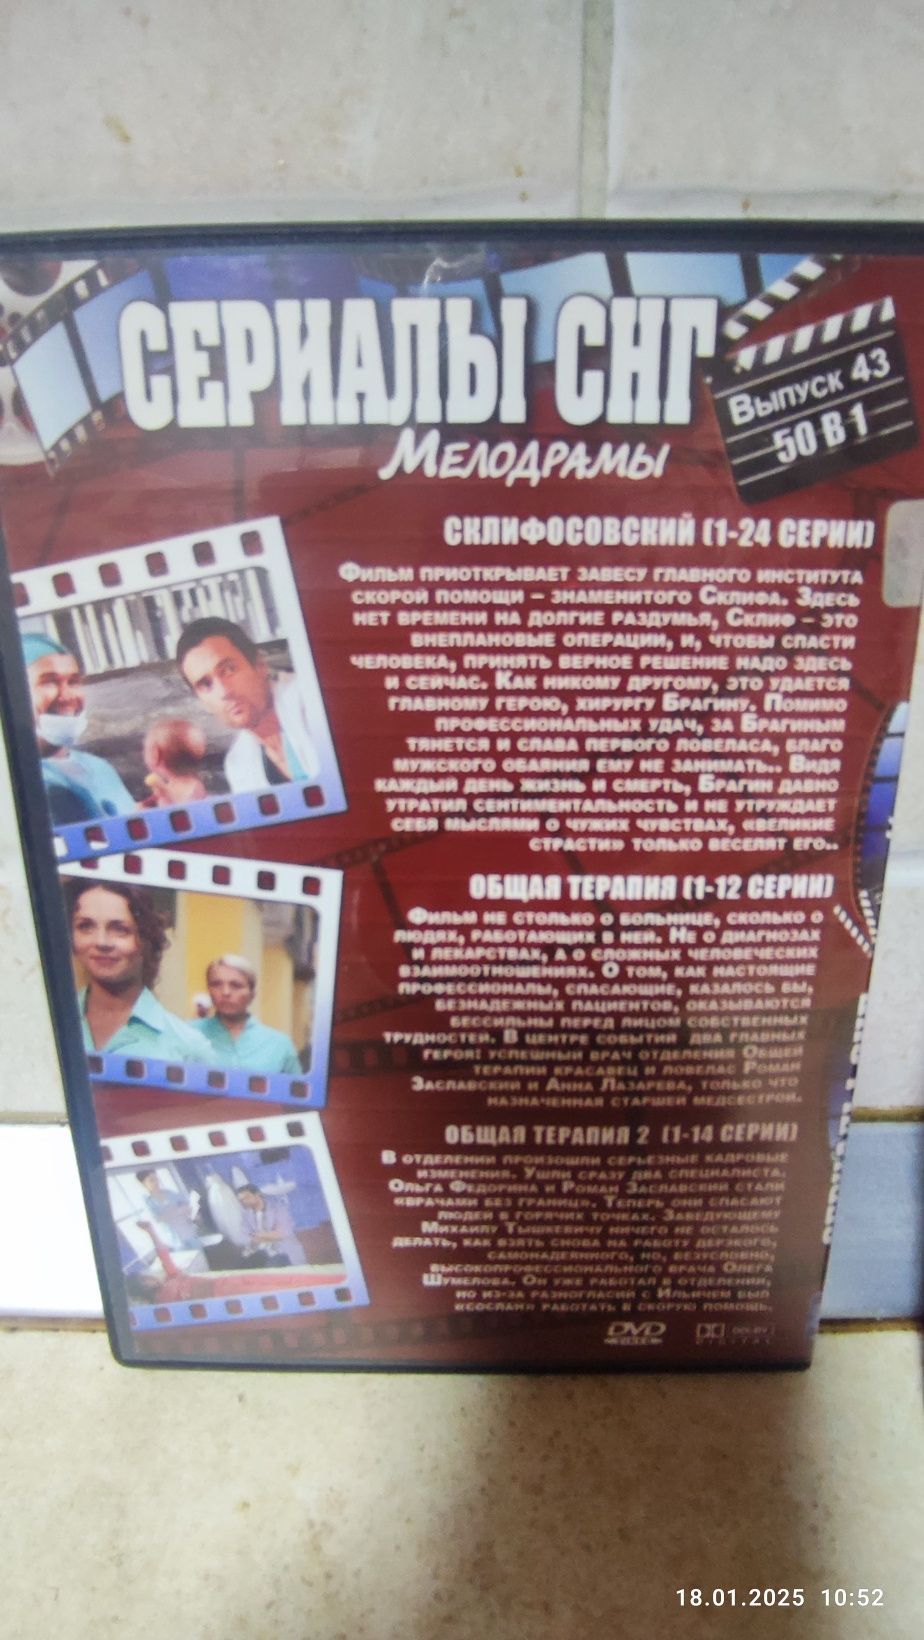 СЕРИАЛЫ СНГ
МЕЛОДРАМЫ
ВЫПУСК 43
50 В 1
СКЛИФОСОВСКИЙ (1-24 СЕРИИ)
ФИЛЬМ ПРИОТКРЫВАЕТ ЗАВЕСУ ГЛАВНОГО ИНСТИТУТА
СКОРОЙ ПОМОЩИ – ЗНАМЕНИТОГО СКЛИФА. ЗДЕСЬ
НЕТ ВРЕМЕНИ НА ДОЛГИЕ РАЗДУМЬЯ, СКЛИФ – ЭТО
ВНЕПЛАНОВЫЕ ОПЕРАЦИИ, И, ЧТОБЫ СПАСТИ
ЧЕЛОВЕКА, ПРИНЯТЬ ВЕРНОЕ РЕШЕНИЕ НАДО ЗДЕСЬ
И СЕЙЧАС. КАК НИКОМУ ДРУГОМУ, ЭТО УДАЕТСЯ
ГЛАВНОМУ ГЕРОЮ, ХИРУРГУ БРАГИНУ. ПОМИМО
ПРОФЕССИОНАЛЬНЫХ УДАЧ, ЗА БРАГИНЫМ
ТЯНЕТСЯ И СЛАВА ПЕРВОГО ЛОВЕЛАСА, БЛАГО
МУЖСКОГО ОБАЯНИЯ ЕМУ НЕ ЗАНИМАТЬ.. ВИДЯ
КАЖДЫЙ ДЕНЬ ЖИЗНЬ И СМЕРТЬ, БРАГИН ДАВНО
УТРАТИЛ СЕНТИМЕНТАЛЬНОСТЬ И НЕ УТРУЖДАЕТ
СЕБЯ МЫСЛЯМИ О ЧУЖИХ ЧУВСТВАХ, «ВЕЛИКИЕ
СТРАСТИ» ТОЛЬКО ВЕСЕЛЯТ ЕГО..
ОБЩАЯ ТЕРАПИЯ (1-12 СЕРИИ)
ФИЛЬМ НЕ СТОЛЬКО О БОЛЬНИЦЕ, СКОЛЬКО О
ЛЮДЯХ, РАБОТАЮЩИХ В НЕЙ. НЕ О ДИАГНОЗАХ
И ЛЕКАРСТВАХ, А О СЛОЖНЫХ ЧЕЛОВЕЧЕСКИХ
ВЗАИМООТНОШЕНИЯХ. О ТОМ, КАК НАСТОЯЩИЕ
ПРОФЕССИОНАЛЫ, СПАСАЮЩИЕ, КАЗАЛОСЬ БЫ,
БЕЗНАДЕЖНЫХ ПАЦИЕНТОВ, ОКАЗЫВАЮТСЯ
БЕССИЛЬНЫ ПЕРЕД ЛИЦОМ СОБСТВЕННЫХ
ТРУДНОСТЕЙ. В ЦЕНТРЕ СОБЫТИЙ ДВА ГЛАВНЫХ
ГЕРОЯ: УСПЕШНЫЙ ВРАЧ ОТДЕЛЕНИЯ ОБЩЕЙ
ТЕРАПИИ КРАСАВЕЦ И ЛОВЕЛАС РОМАН
ЗАСЛАВСКИЙ И АННА ЛАЗАРЕВА, ТОЛЬКО ЧТО
НАЗНАЧЕННАЯ СТАРШЕЙ МЕДСЕСТРОЙ.
ОБЩАЯ ТЕРАПИЯ 2 (1-14 СЕРИИ)
В ОТДЕЛЕНИИ ПРОИЗОШЛИ СЕРЬЕЗНЫЕ КАДРОВЫЕ
ИЗМЕНЕНИЯ. УШЛИ СРАЗУ ДВА СПЕЦИАЛИСТА.
ОЛЬГА ФЕДОРИНА И РОМАН ЗАСЛАВСКИЙ СТАЛИ
«ВРАЧАМИ БЕЗ ГРАНИЦ». ТЕПЕРЬ ОНИ СПАСАЮТ
ЛЮДЕЙ В ГОРЯЧИХ ТОЧКАХ. ЗАВЕДУЮЩЕМУ
МИХАИЛУ ТЫШКЕВИЧУ НИЧЕГО НЕ ОСТАЛОСЬ
ДЕЛАТЬ, КАК ВЗЯТЬ СНОВА НА РАБОТУ ДЕРЗКОГО,
САМОНАДЕЯННОГО, НО, БЕЗУСЛОВНО,
ВЫСОКОПРОФЕССИОНАЛЬНОГО ВРАЧА ОЛЕГА
ШУМЕЛОВА. ОН УЖЕ РАБОТАЛ В ОТДЕЛЕНИИ,
НО ИЗ-ЗА РАЗНОГЛАСИЙ С ИЛЬИЧЕМ БЫЛ
«СОСЛАН» РАБОТАТЬ В СКОРУЮ ПОМОЩЬ.
DVD
VIDEO
DOLBY
DIGITAL
18.01.2025 10:52